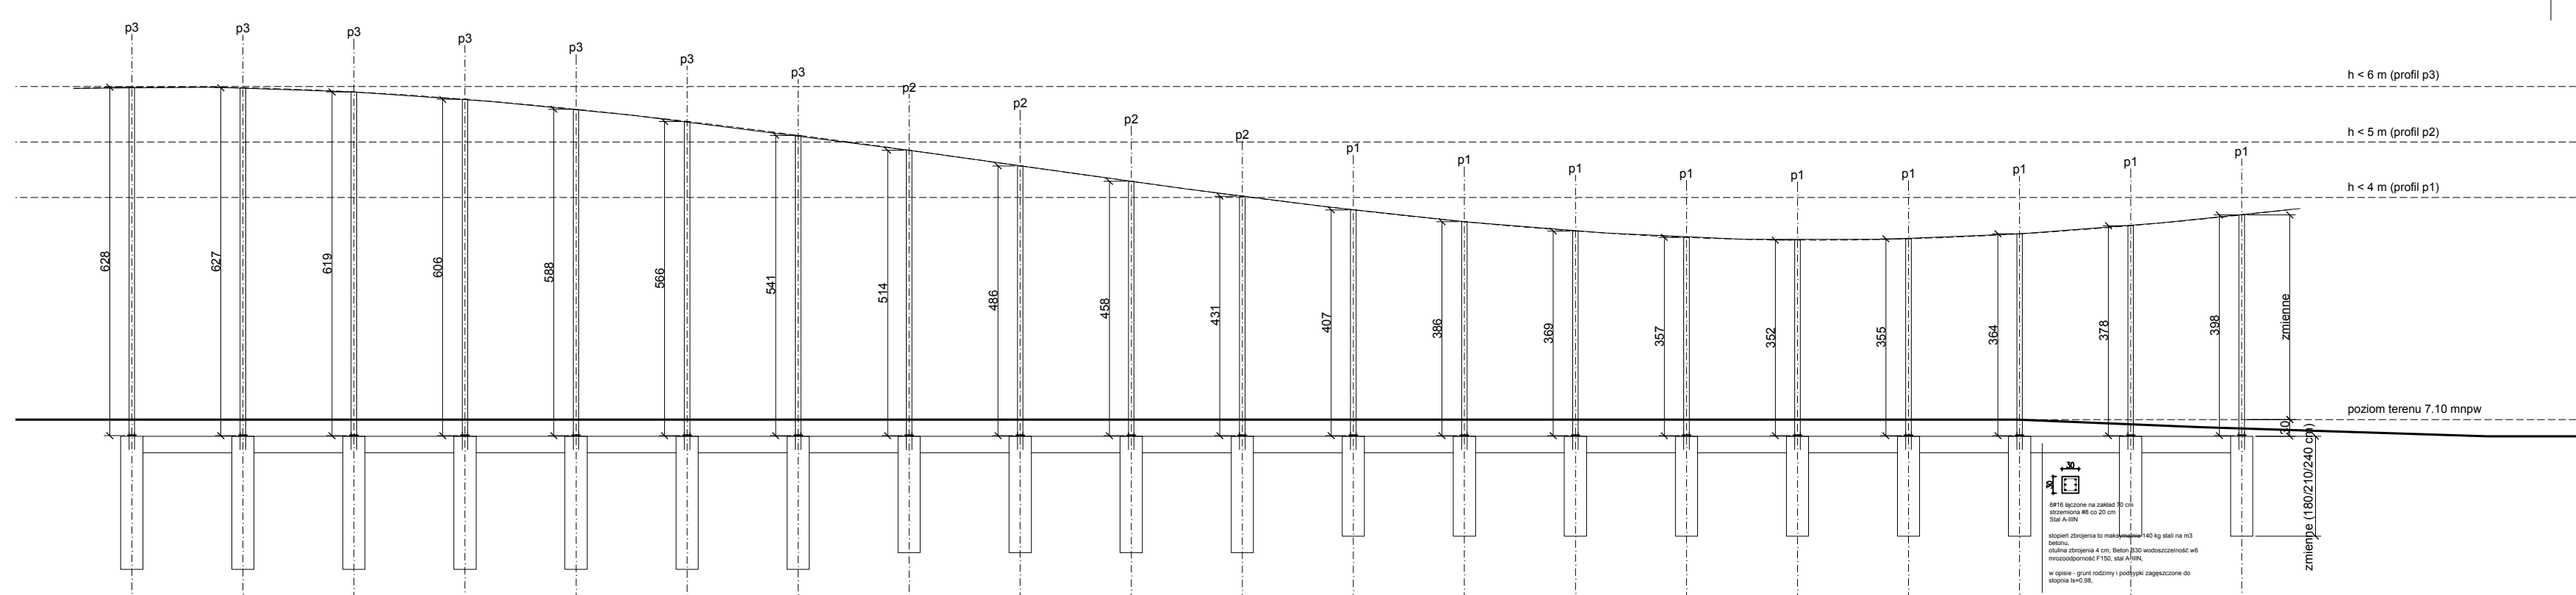 p3
p3
p3
p3
p3
p3
p3
p2
p2
p2
p2
p1
p1
p1
p1
p1
p1
p1
p1
p1
h < 6 m (profil p3)
h < 5 m (profil p2)
h < 4 m (profil p1)
628
627
619
606
588
566
541
514
486
458
431
407
386
369
357
352
355
364
378
398
zmienne
poziom terenu 7.10 mnpw
30
zmienne (180/210/240 cm)
30
30
6#16 łączone na zakład 70 cm
strzemiona #8 co 20 cm
Stal A-IIIN
stopień zbrojenia to maksymalnie 140 kg stali na m3
betonu,
otulina zbrojenia 4 cm, Beton B30 wodoszczelność w6
mrozoodporność F150, stal A-IIIN,
w opisie - grunt rodzimy i podsypki zagęszczone do
stopnia Is=0,98,